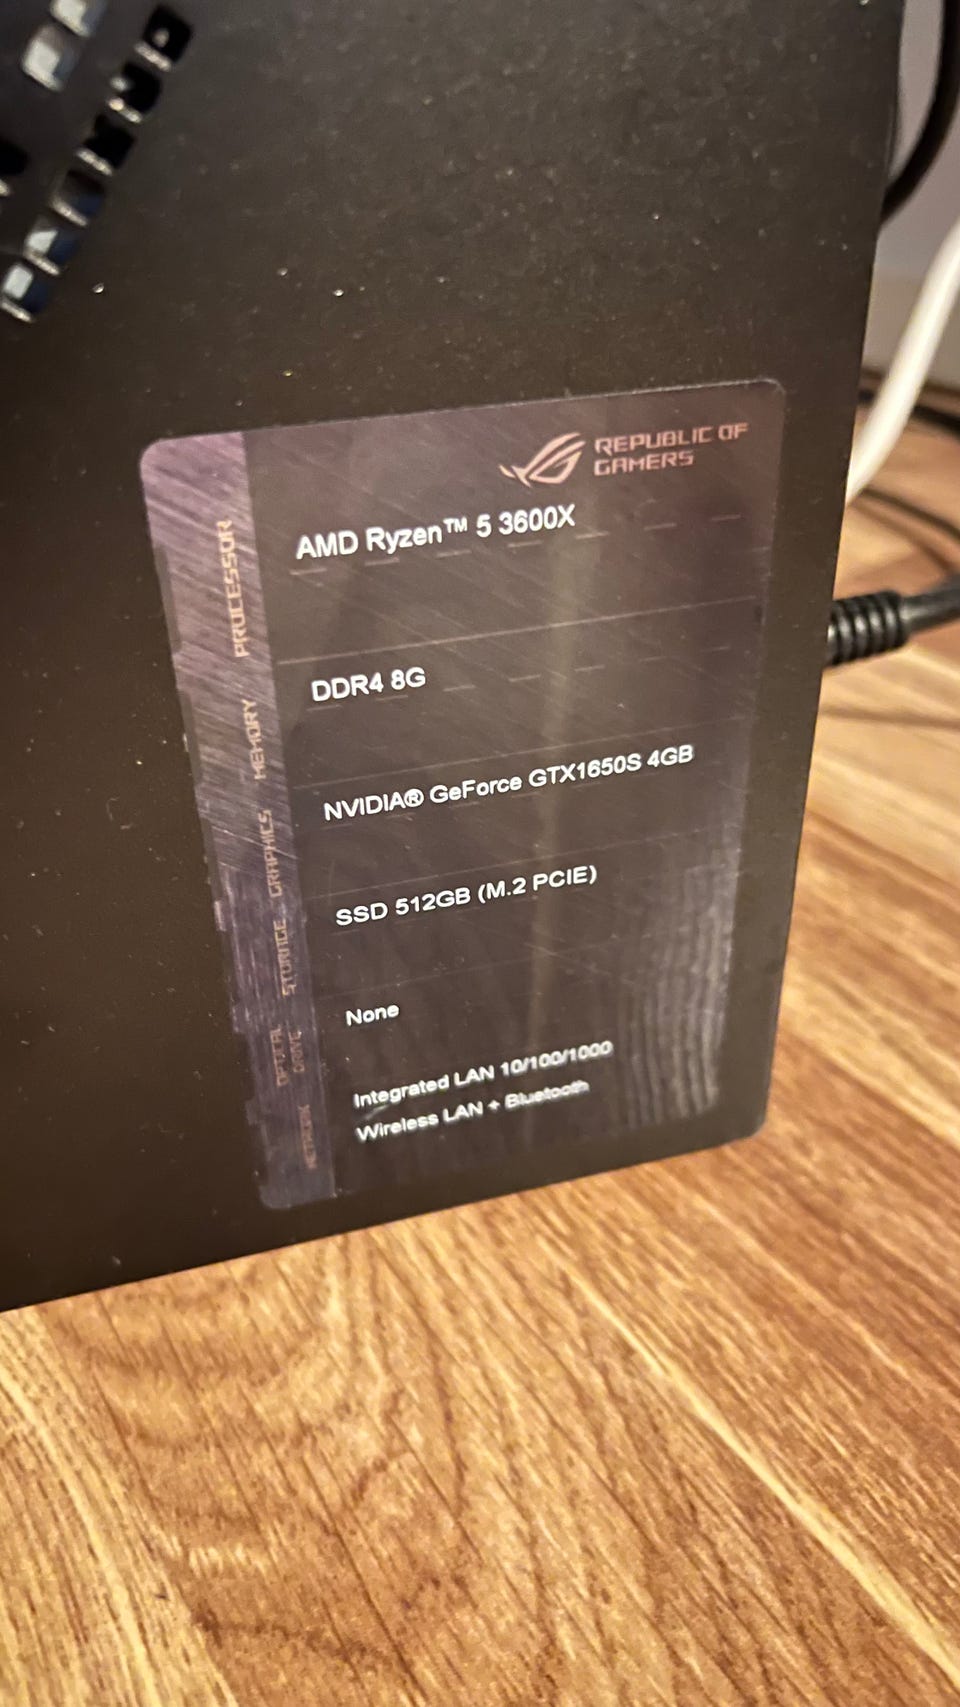 REPUBLIC OF
GAMERS
PROCESSOR
AMD Ryzen™ 5 3600X
MEMORY
DDR4 8G
GRAPHICS
NVIDIA® GeForce GTX1650S 4GB
STORAGE
SSD 512GB (M.2 PCIE)
OPTICAL
DRIVE
None
NETWORK
Integrated LAN 10/100/1000
Wireless LAN + Bluetooth